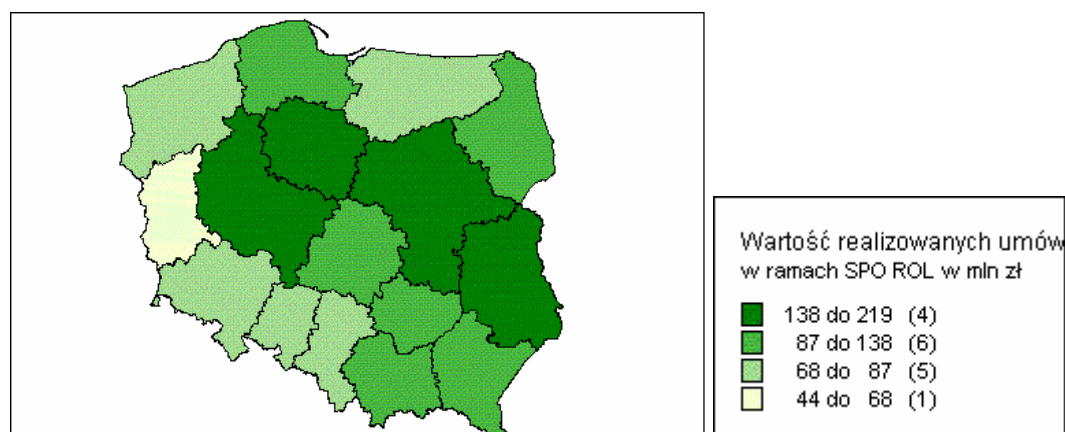 Wartość realizowanych umów
w ramach SPO ROL w mln zł
138 do 219 (4)
87 do 138 (6)
68 do 87 (5)
44 do 68 (1)